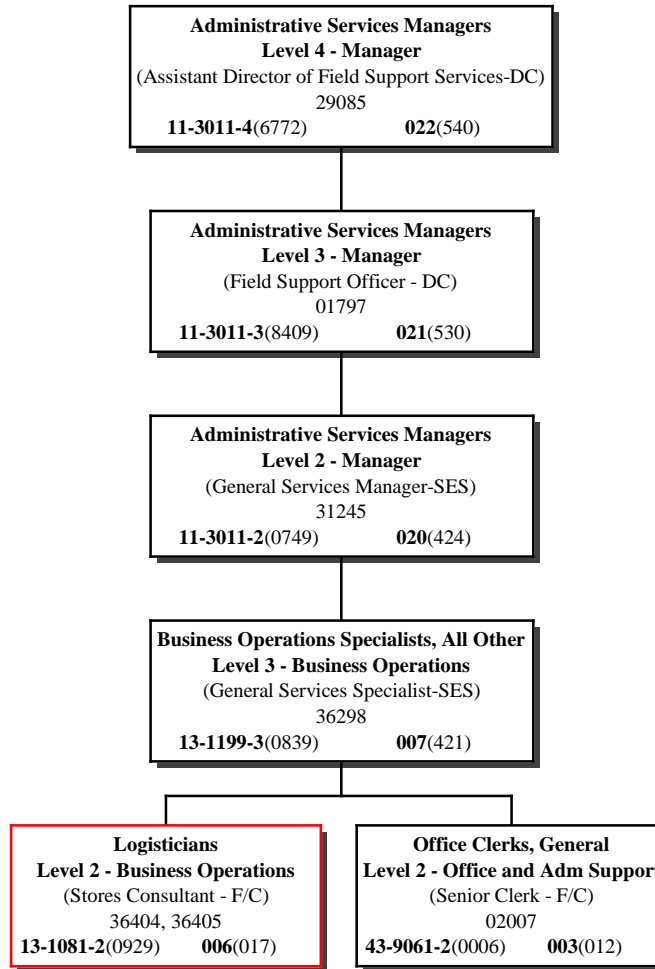 Administrative Services Managers
Level 4 - Manager
(Assistant Director of Field Support Services-DC)
29085
11-3011-4(6772) 022(540)
Administrative Services Managers
Level 3 - Manager
(Field Support Officer - DC)
01797
11-3011-3(8409) 021(530)
Administrative Services Managers
Level 2 - Manager
(General Services Manager-SES)
31245
11-3011-2(0749) 020(424)
Business Operations Specialists, All Other
Level 3 - Business Operations
(General Services Specialist-SES)
36298
13-1199-3(0839) 007(421)
Logisticians
Level 2 - Business Operations
(Stores Consultant - F/C)
36404, 36405
13-1081-2(0929) 006(017)
Office Clerks, General
Level 2 - Office and Adm Support
(Senior Clerk - F/C)
02007
43-9061-2(0006) 003(012)